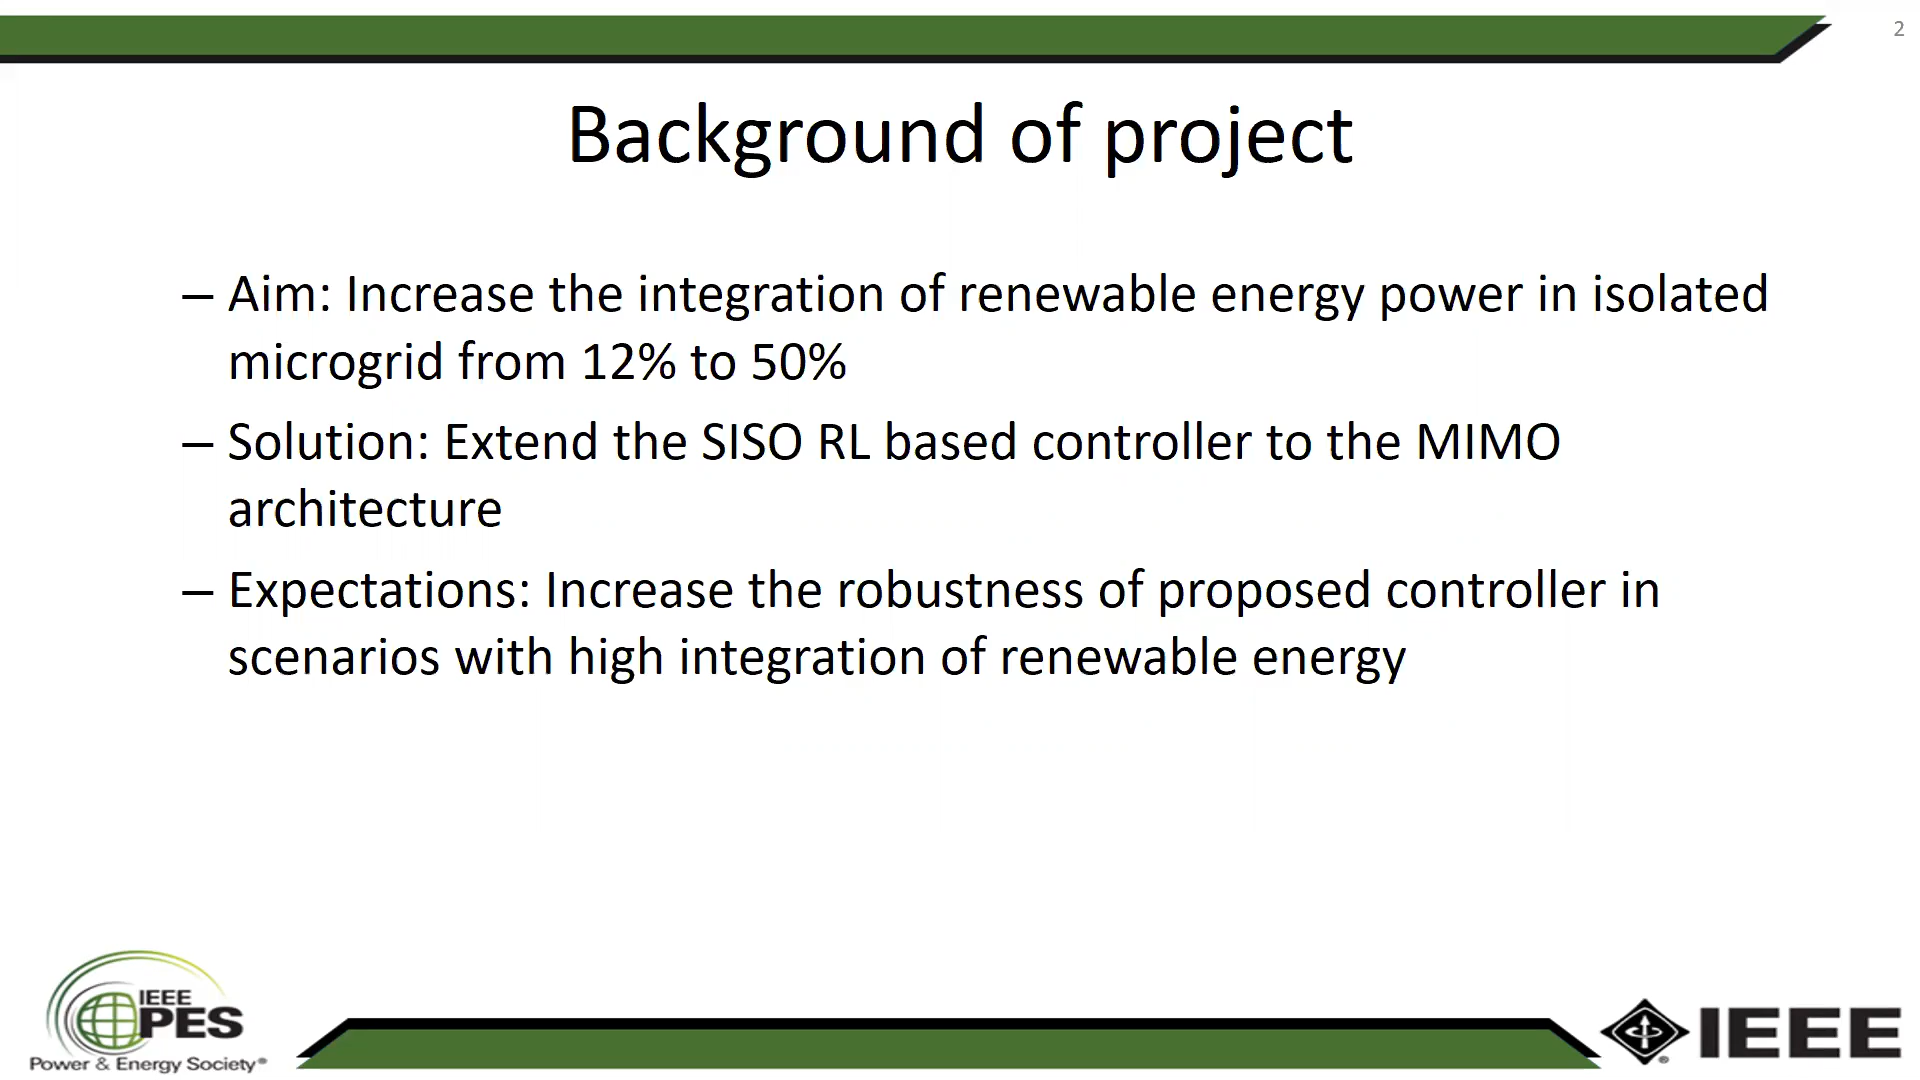 2
Background of project
– Aim: Increase the integration of renewable energy power in isolated
microgrid from 12% to 50%
– Solution: Extend the SISO RL based controller to the MIMO
architecture
– Expectations: Increase the robustness of proposed controller in
scenarios with high integration of renewable energy
IEEE
PES
Power & Energy Society®
IEEE